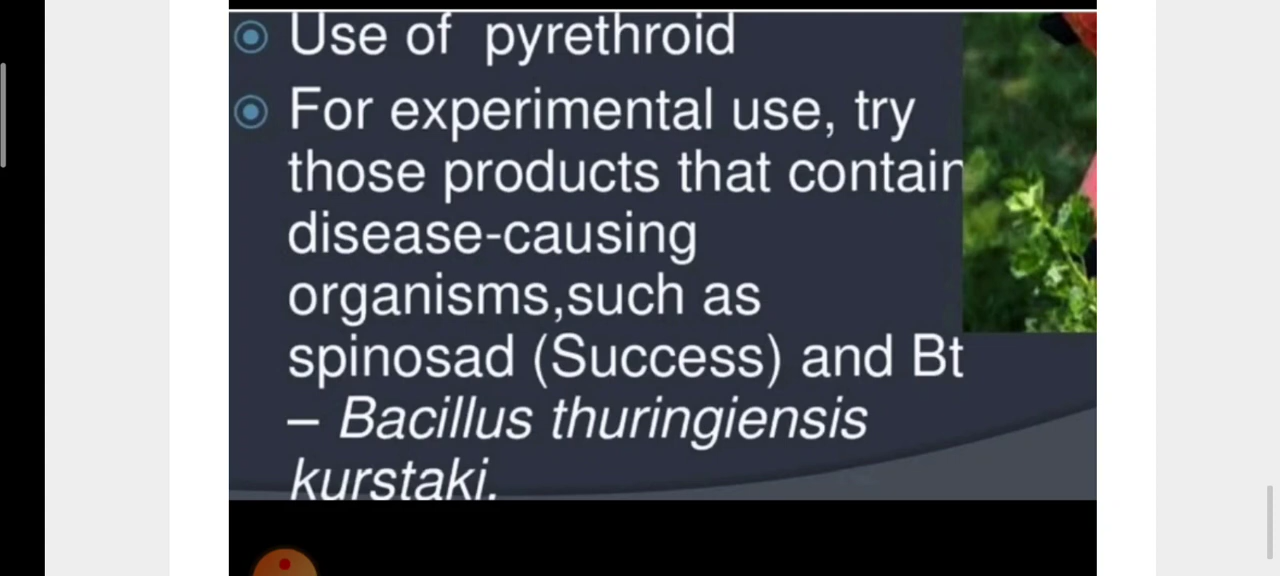 Use of pyrethroid
For experimental use, try
those products that contain
disease-causing
organisms,such as
spinosad (Success) and Bt
– Bacillus thuringiensis
kurstaki.